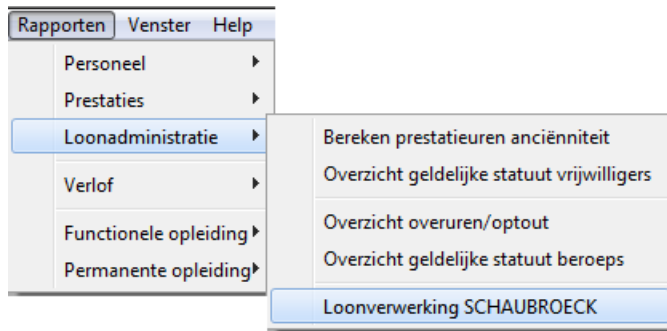 Rapporten Venster Help
Personeel
Prestaties
Loonadministratie
Verlof
Functionele opleiding
Permanente opleiding
Bereken prestatieuren anciënniteit
Overzicht geldelijke statuut vrijwilligers
Overzicht overuren/optout
Overzicht geldelijke statuut beroeps
Loonverwerking SCHAUBROECK